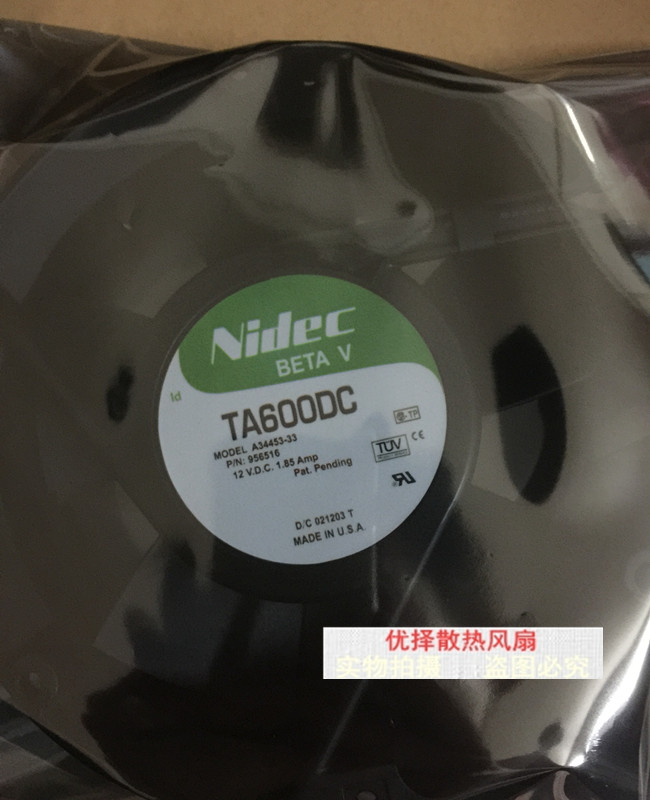 Nidec
BETA V
TA600DC
MODEL A34453-33
P/N: 956516
12 V.D.C. 1.85 Amp
Pat. Pending
TP
TUV
CE
D/C 021203 T
MADE IN U.S.A.
优择散热风扇
实物拍摄 盗图必究